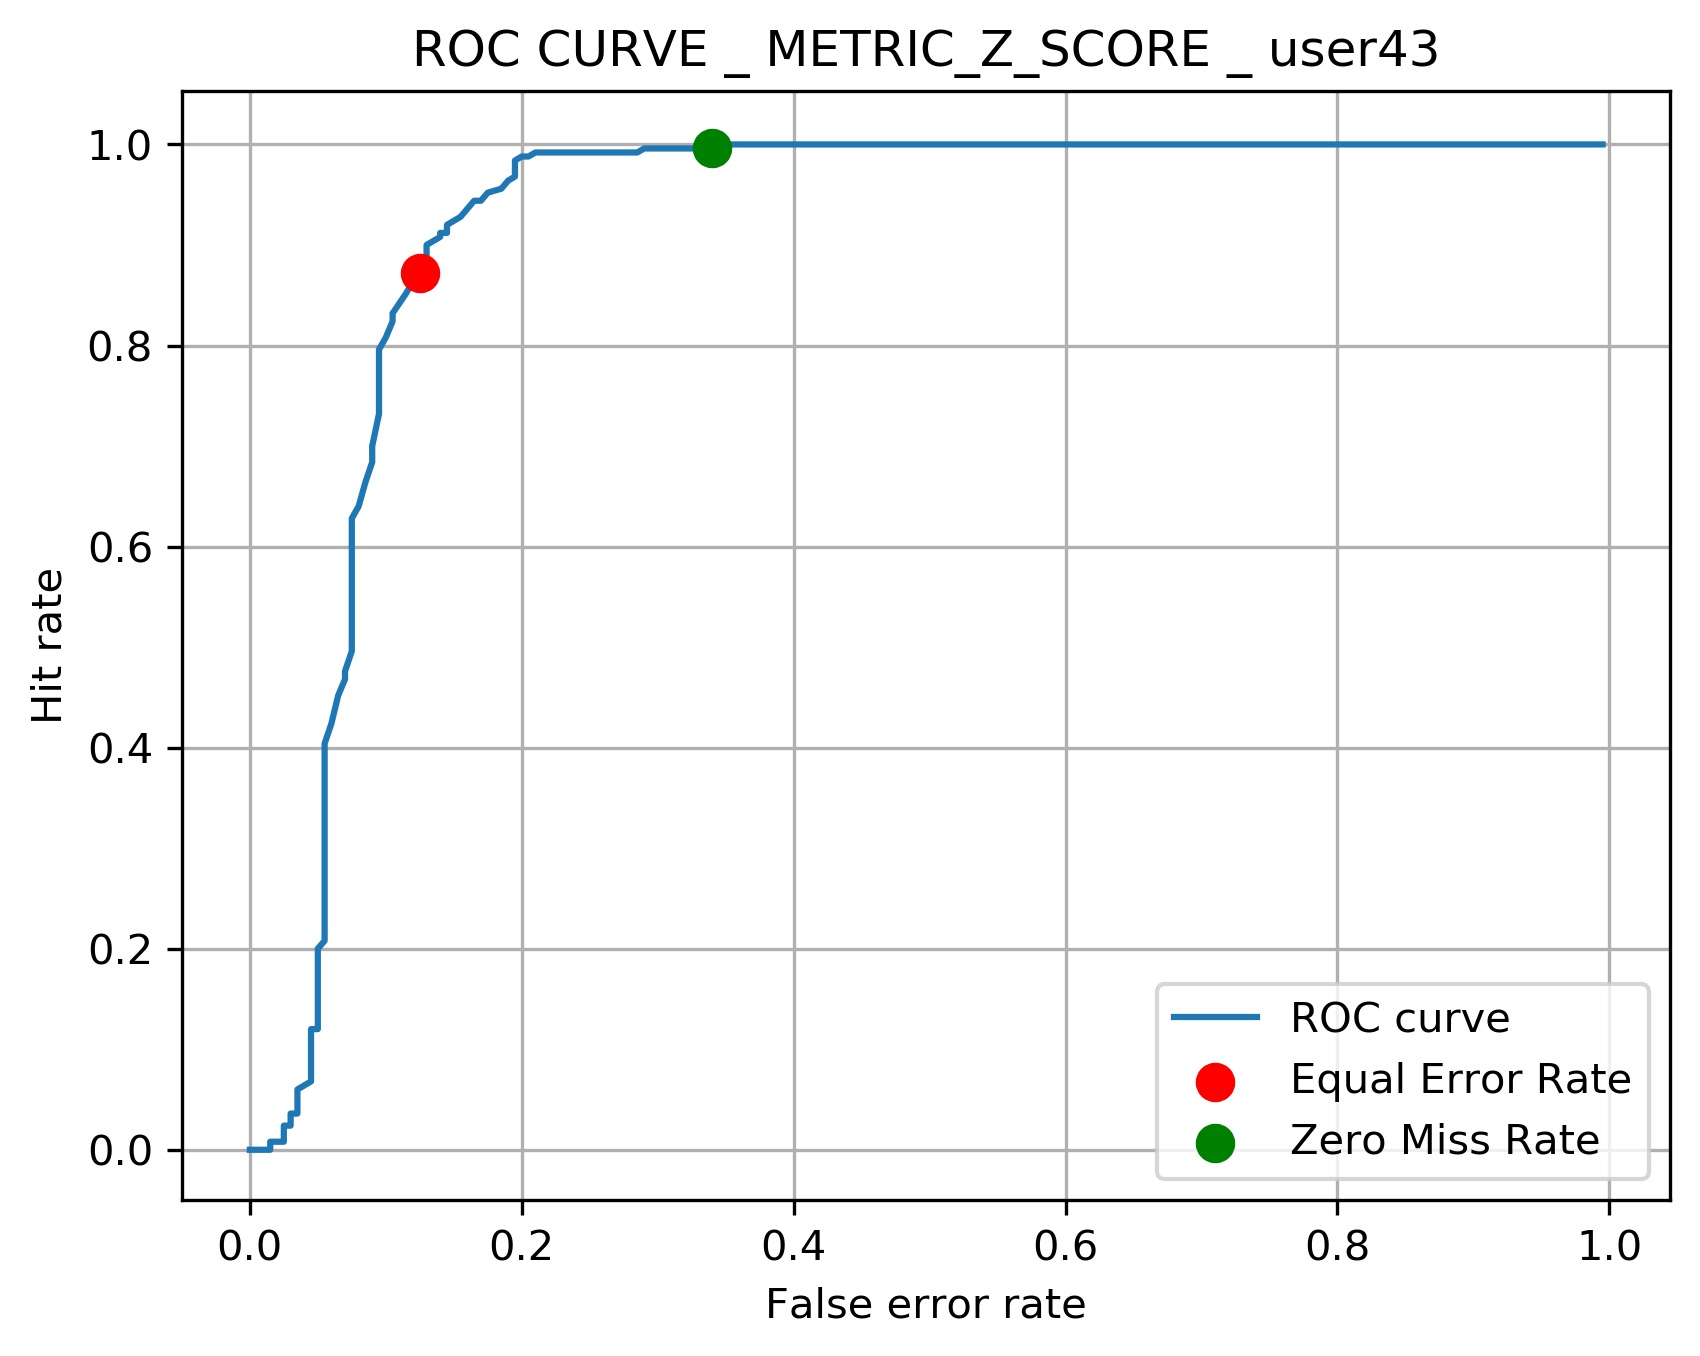 ROC CURVE _ METRIC_Z_SCORE _ user43
1.0
0.8
0.6
0.4
0.2
0.0
Hit rate
ROC curve
Equal Error Rate
Zero Miss Rate
0.0 0.2 0.4 0.6 0.8 1.0
False error rate